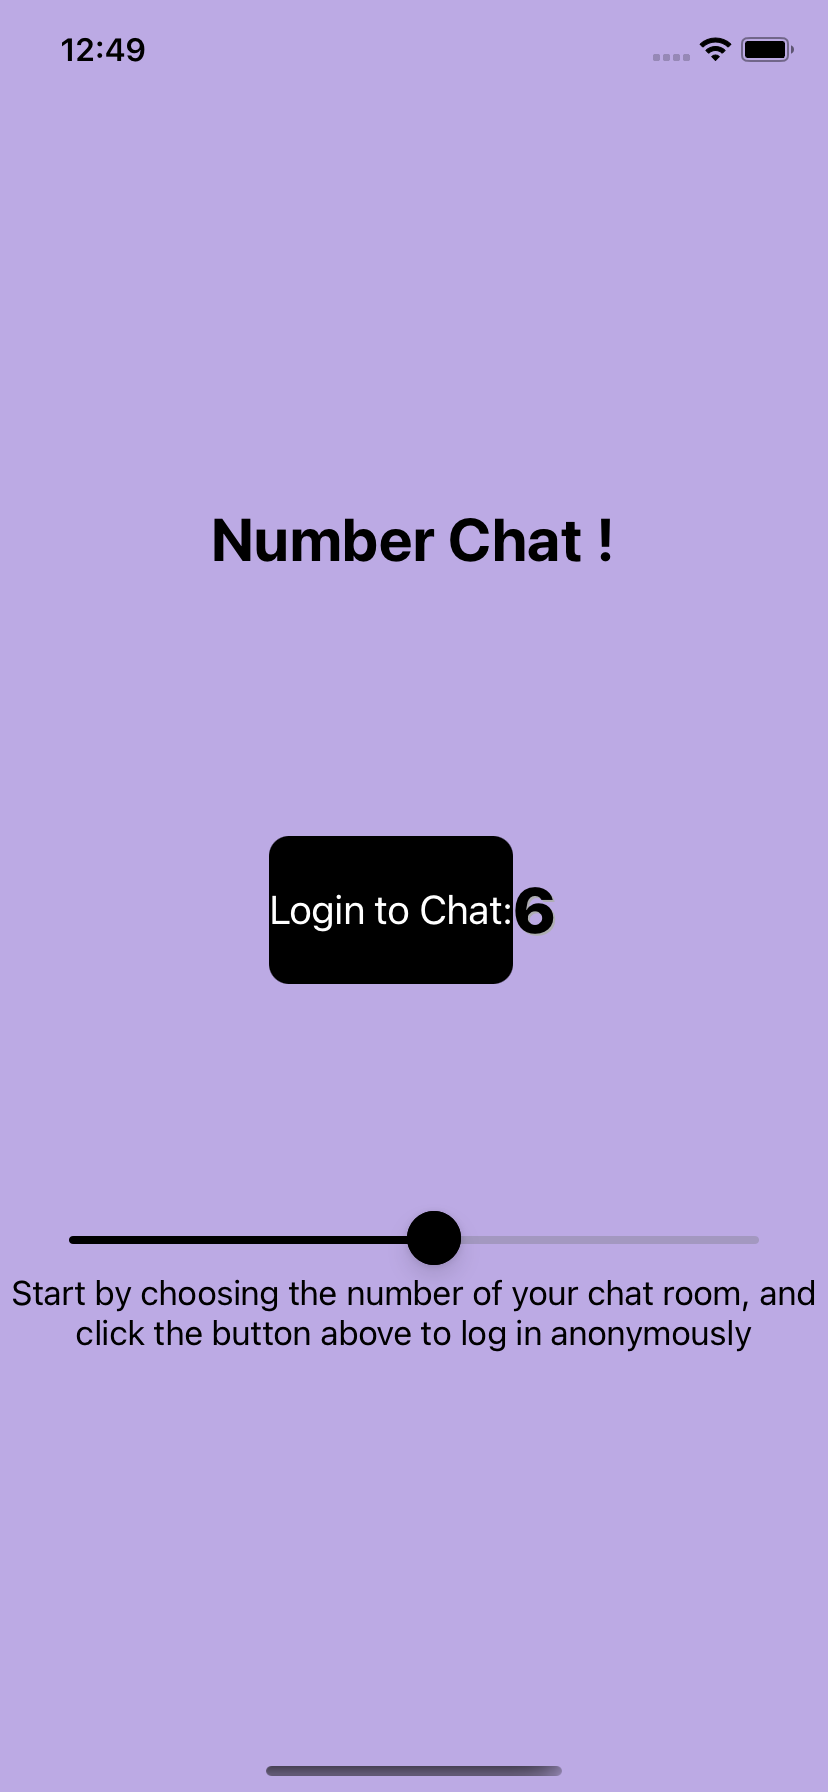 12:49
Number Chat !
Login to Chat:6
Start by choosing the number of your chat room, and
click the button above to log in anonymously